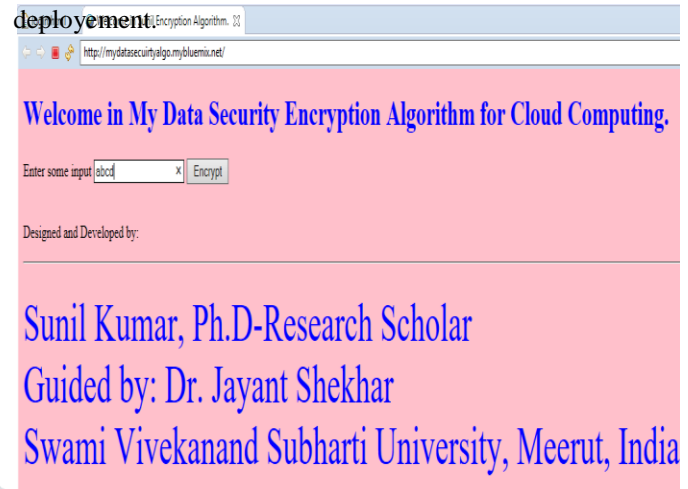 deployement.
Encryption Algorithm.
http://mydatasecuirtyalgo.mybluemix.net/
Welcome in My Data Security Encryption Algorithm for Cloud Computing.
Enter some input abcd x Encrypt
Designed and Developed by:
Sunil Kumar, Ph.D-Research Scholar
Guided by: Dr. Jayant Shekhar
Swami Vivekanand Subharti University, Meerut, India